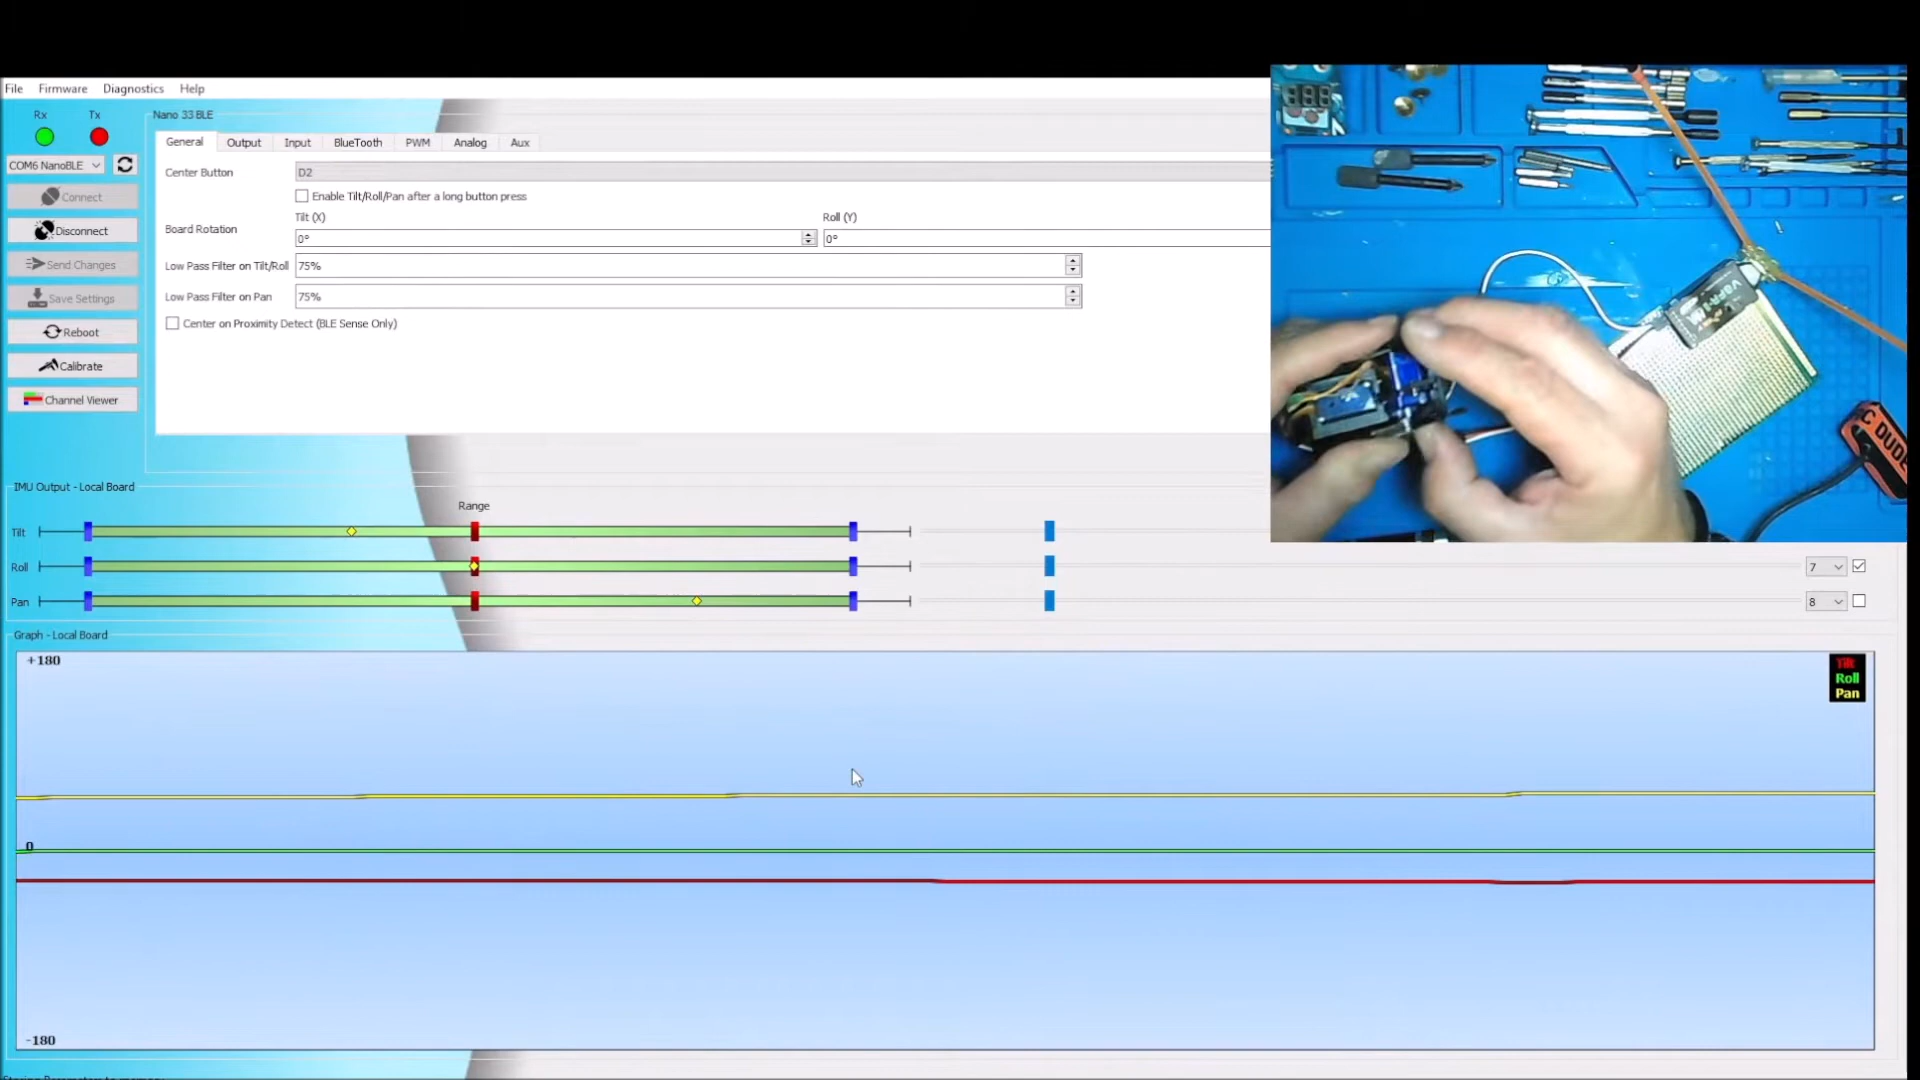 File Firmware Diagnostics Help
Rx Tx
COM6 NanoBLE
Connect
Disconnect
Send Changes
Save Settings
Reboot
Calibrate
Channel Viewer
Nano 33 BLE
General Output Input BlueTooth PWM Analog Aux
Center Button D2
Enable Tilt/Roll/Pan after a long button press
Tilt (X) Roll (Y)
Board Rotation 0° 0°
Low Pass Filter on Tilt/Roll 75%
Low Pass Filter on Pan 75%
Center on Proximity Detect (BLE Sense Only)
IMU Output - Local Board
Range
Tilt
Roll 7
Pan 8
Graph - Local Board
+180
Tilt
Roll
Pan
0
-180